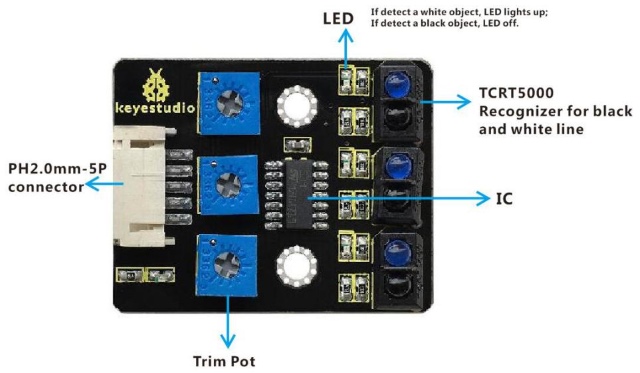 LED
If detect a white object, LED lights up;
If detect a black object, LED off.
keyestudio
TCRT5000
Recognizer for black
and white line
PH2.0mm-5P
connector
IC
Trim Pot